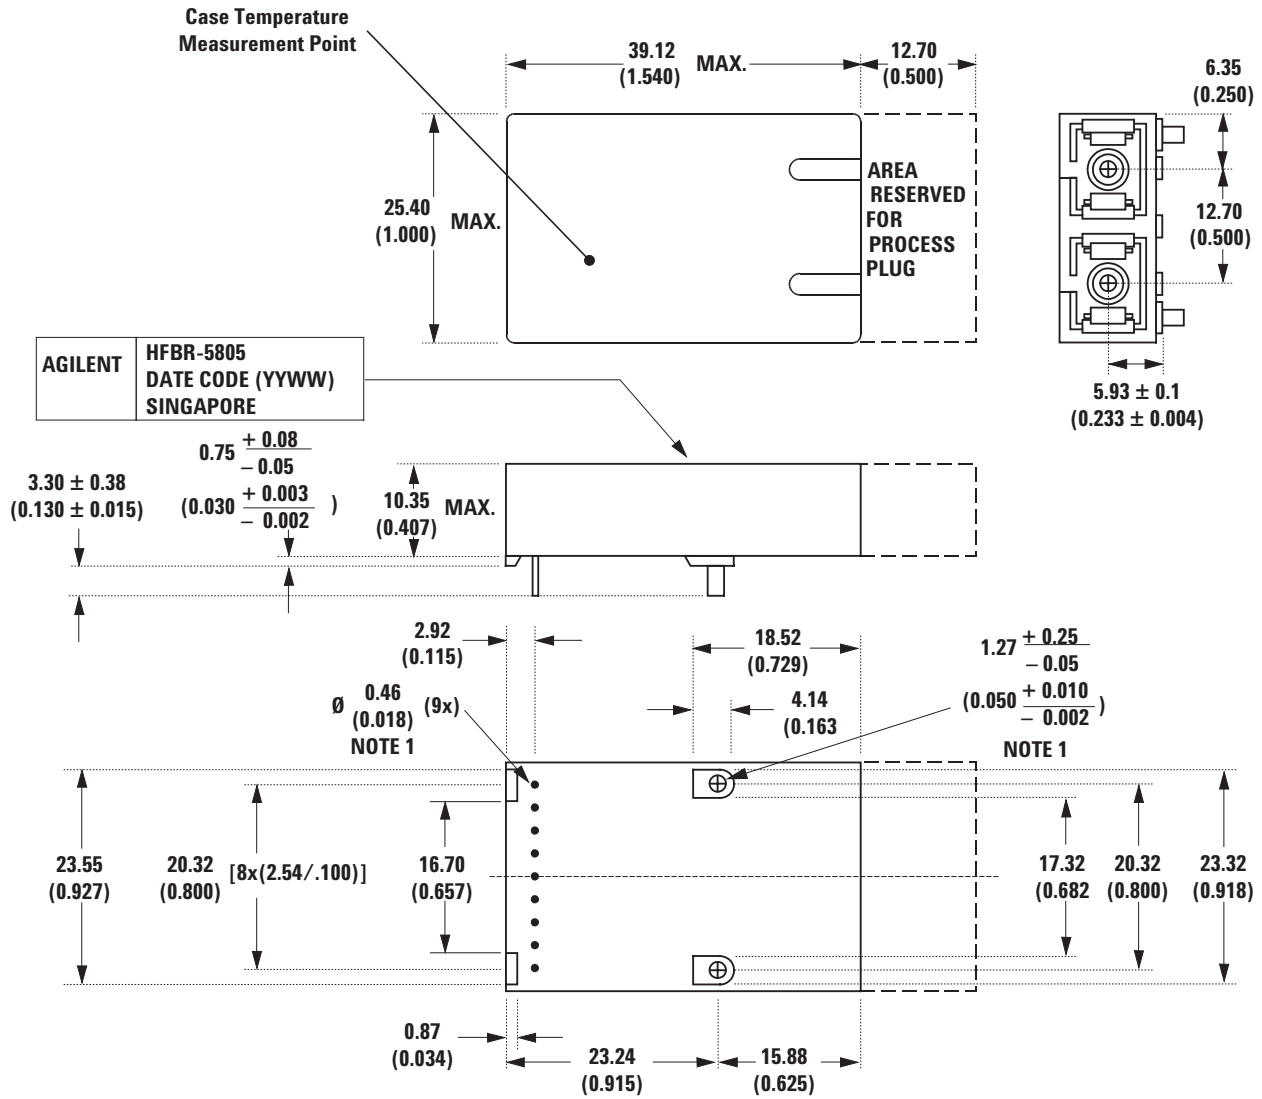 Case Temperature
Measurement Point
39.12
(1.540)
MAX.
12.70
(0.500)
6.35
(0.250)
25.40
(1.000)
MAX.
AREA
RESERVED
FOR
PROCESS
PLUG
12.70
(0.500)
5.93 ± 0.1
(0.233 ± 0.004)
AGILENT
HFBR-5805
DATE CODE (YYWW)
SINGAPORE
3.30 ± 0.38
(0.130 ± 0.015)
0.75 + 0.08
– 0.05
(0.030 + 0.003
– 0.002 )
10.35
(0.407)
MAX.
2.92
(0.115)
18.52
(0.729)
4.14
(0.163
1.27 + 0.25
– 0.05
(0.050 + 0.010
– 0.002 )
NOTE 1
Ø 0.46
(0.018) (9x)
NOTE 1
23.55
(0.927)
20.32
(0.800)
[8x(2.54/.100)]
16.70
(0.657)
17.32
(0.682
20.32
(0.800)
23.32
(0.918)
0.87
(0.034)
23.24
(0.915)
15.88
(0.625)